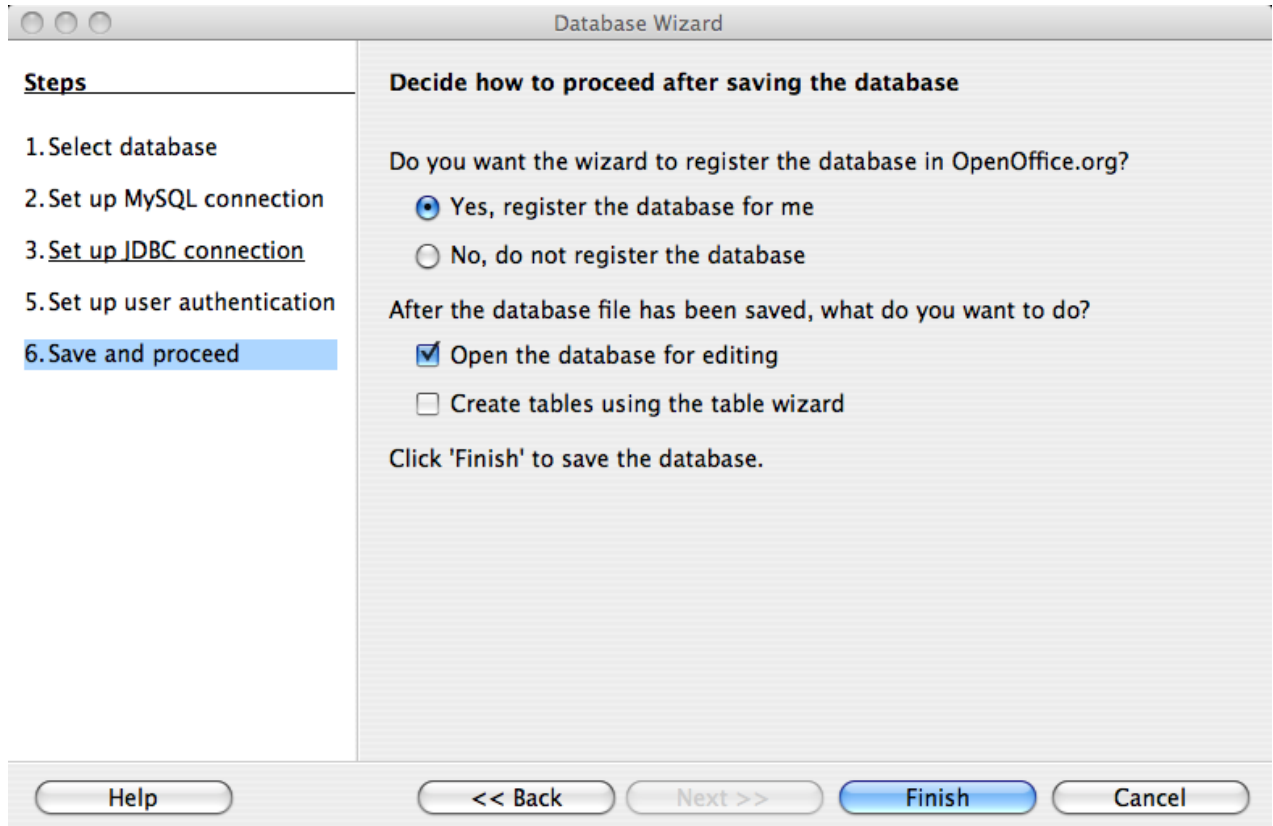 Database Wizard
Steps
1. Select database
2. Set up MySQL connection
3. Set up JDBC connection
5. Set up user authentication
6. Save and proceed
Decide how to proceed after saving the database
Do you want the wizard to register the database in OpenOffice.org?
Yes, register the database for me
No, do not register the database
After the database file has been saved, what do you want to do?
Open the database for editing
Create tables using the table wizard
Click 'Finish' to save the database.
Help
<< Back
Next >>
Finish
Cancel